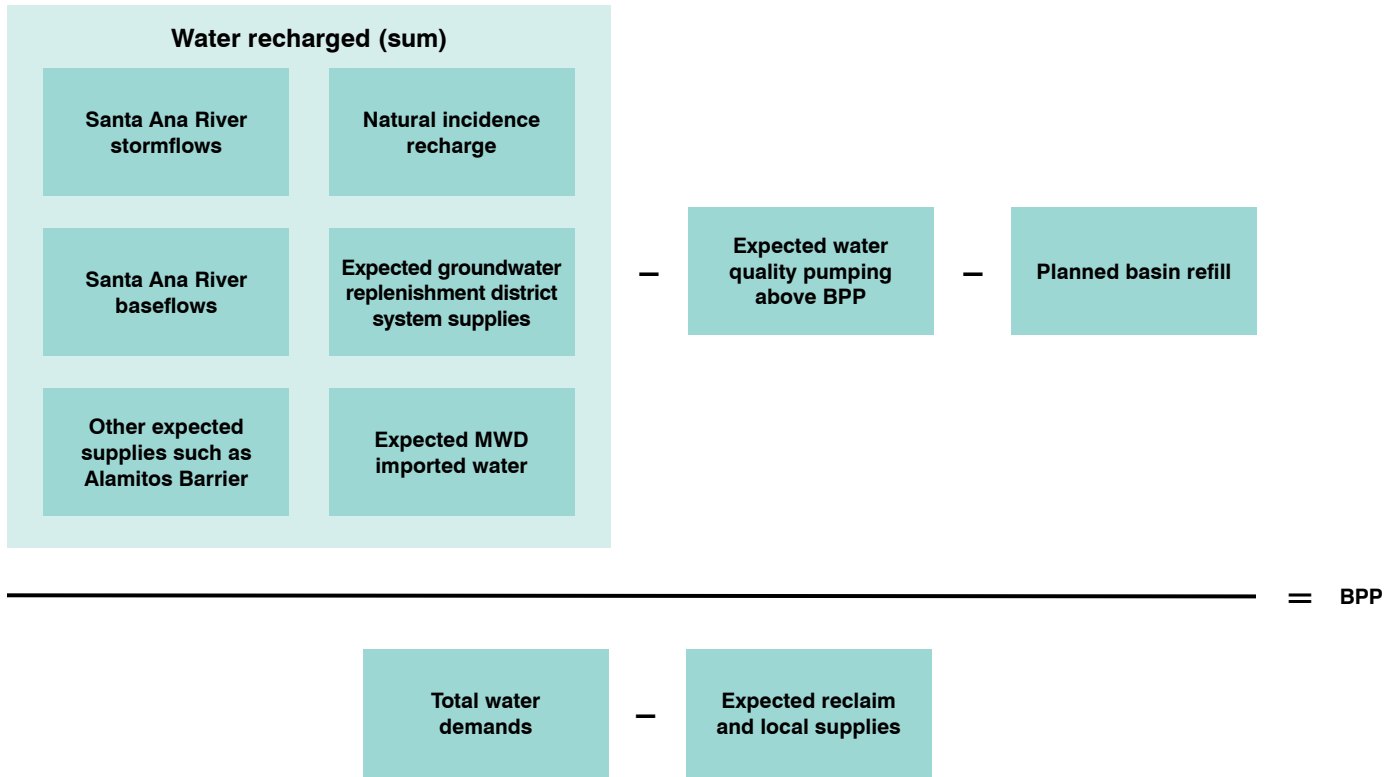 Water recharged (sum)
Santa Ana River
stormflows
Natural incidence
recharge
Santa Ana River
baseflows
Expected groundwater
replenishment district
system supplies
Other expected
supplies such as
Alamitos Barrier
Expected MWD
imported water
–
Expected water
quality pumping
above BPP
–
Planned basin refill
= BPP
Total water
demands
–
Expected reclaim
and local supplies